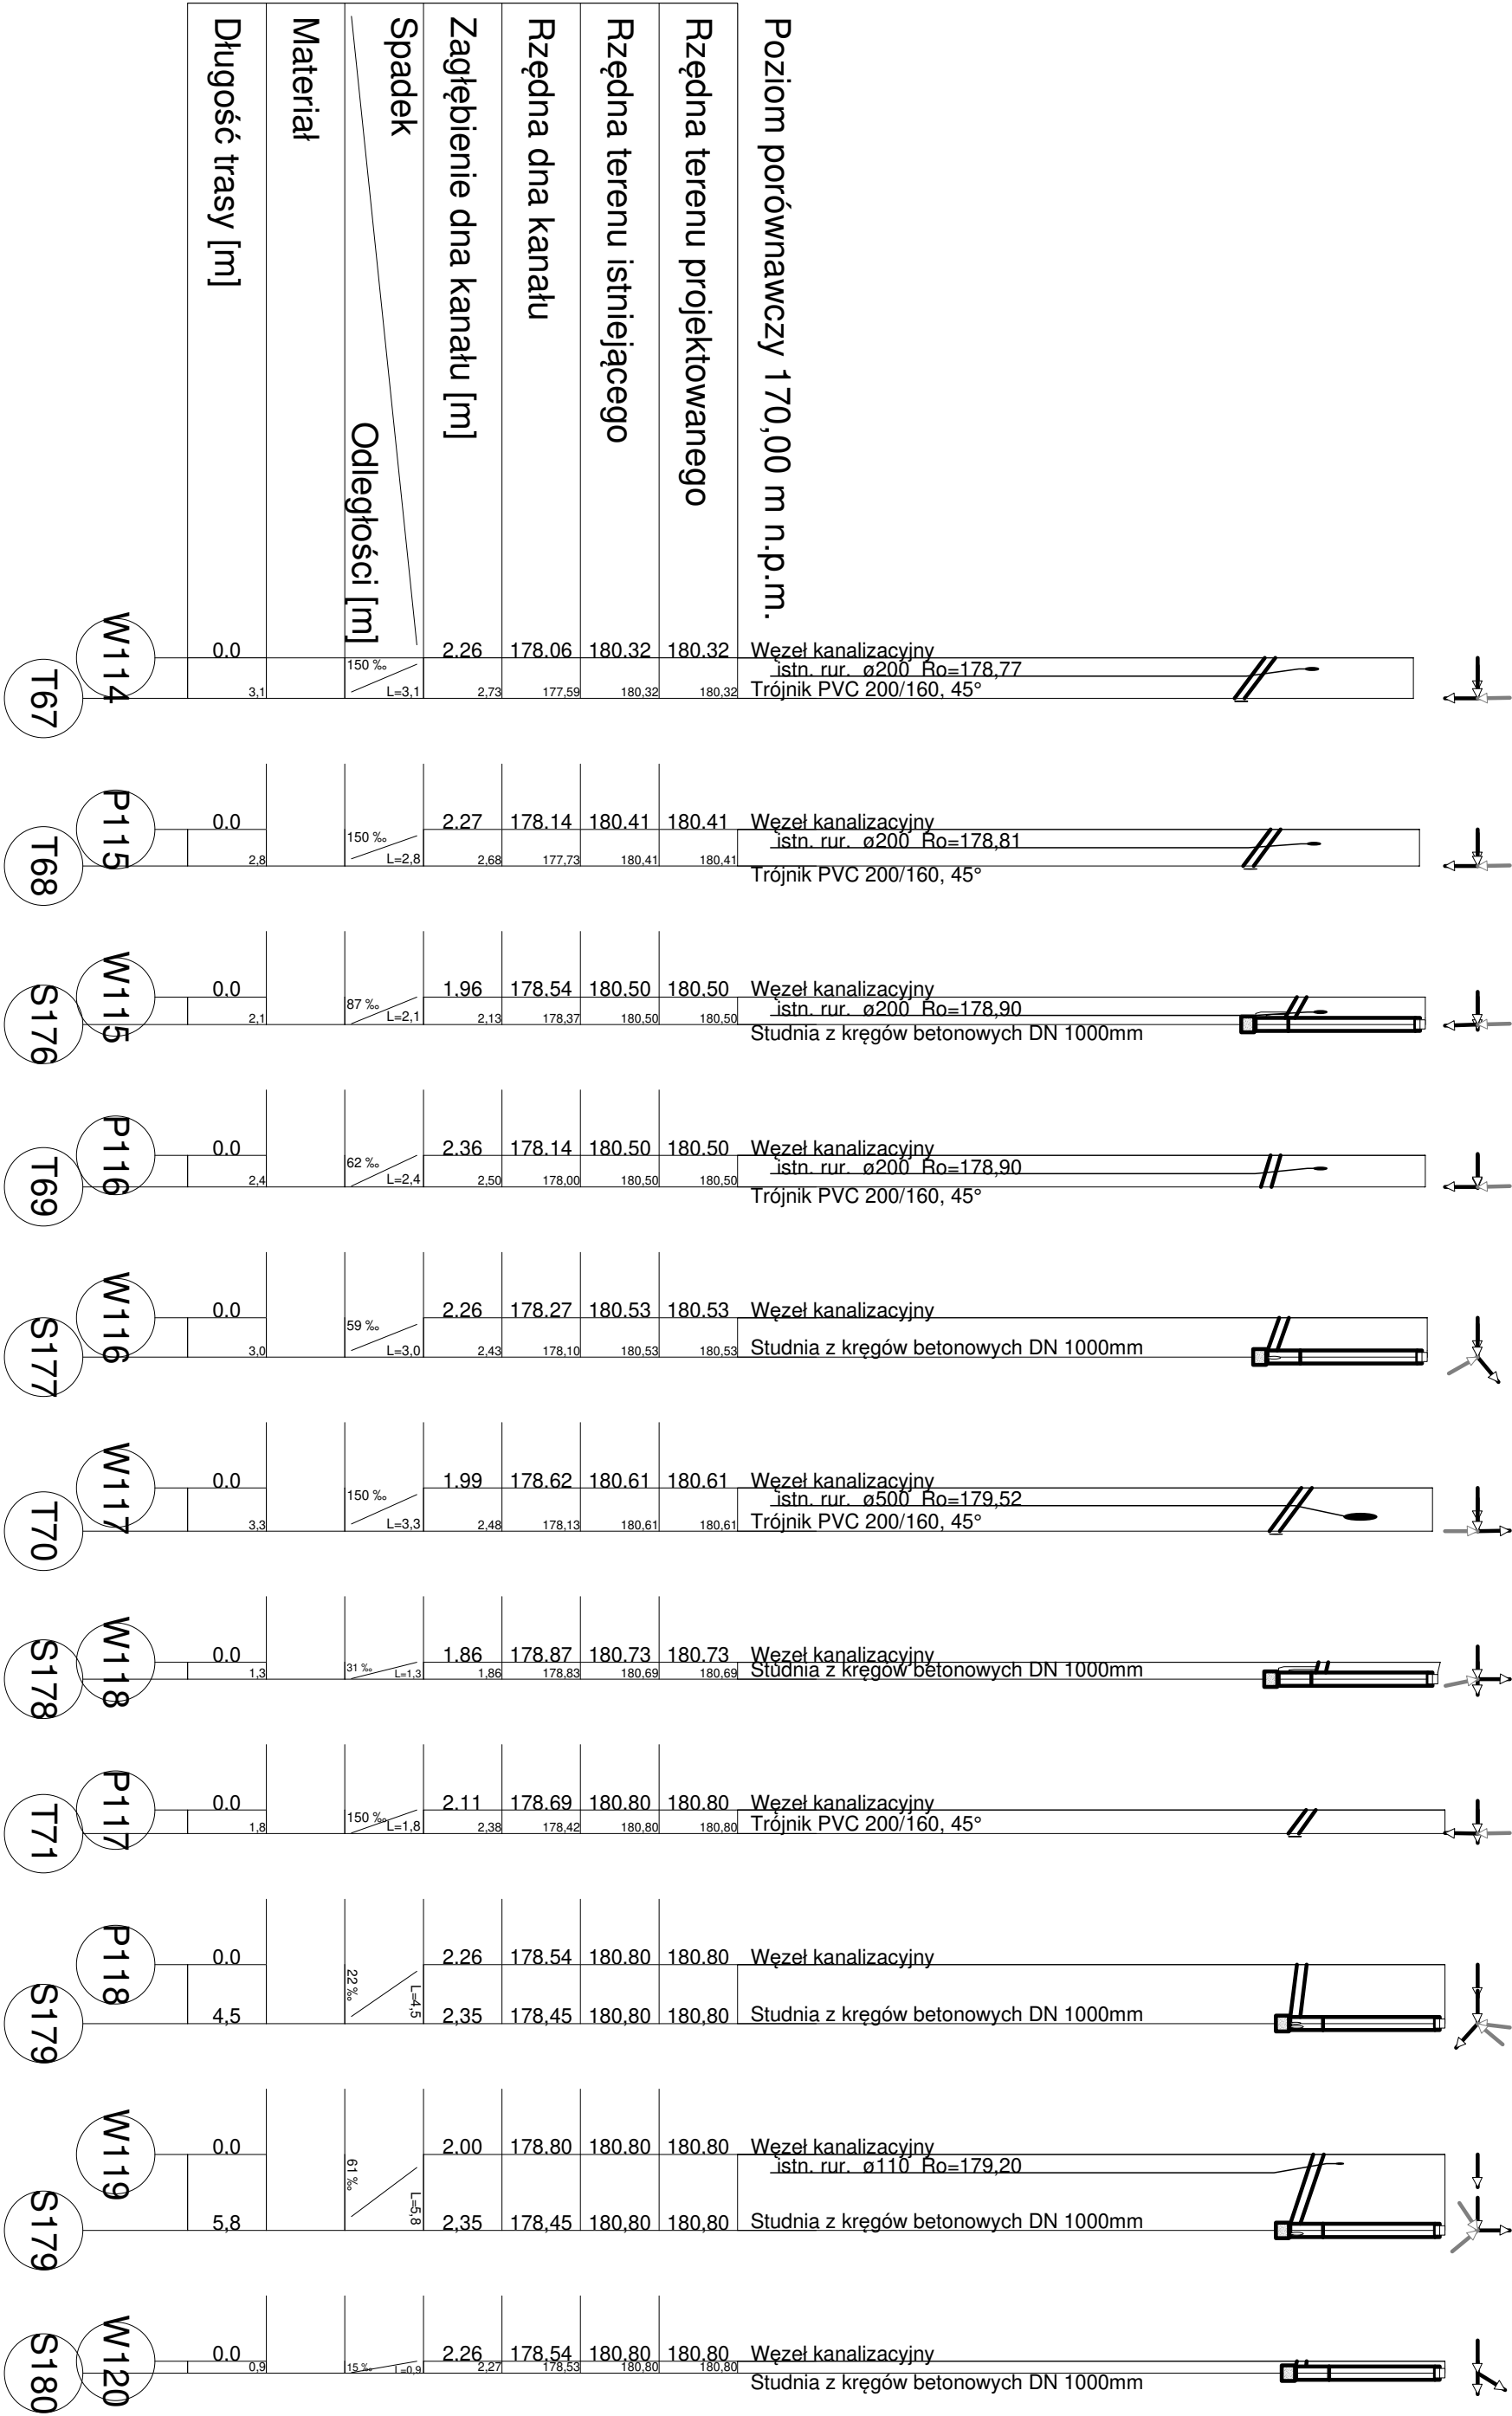 Poziom porównawczy 170,00 m n.p.m.
Rzędna terenu projektowanego
Rzędna terenu istniejącego
Rzędna dna kanału
Zagłębienie dna kanału [m]
Spadek
Odległości [m]
Materiał
Długość trasy [m]
W114 0,0 2,26 178,06 180,32 180,32 Węzeł kanalizacyjny
150 ‰ L=3,1 istn. rur. ø200 Ro=178,77
T67 3,1 2,73 177,59 180,32 180,32 Trójnik PVC 200/160, 45°
P115 0,0 2,27 178,14 180,41 180,41 Węzeł kanalizacyjny
150 ‰ L=2,8 istn. rur. ø200 Ro=178,81
T68 2,8 2,68 177,73 180,41 180,41 Trójnik PVC 200/160, 45°
W115 0,0 1,96 178,54 180,50 180,50 Węzeł kanalizacyjny
87 ‰ L=2,1 istn. rur. ø200 Ro=178,90
S176 2,1 2,13 178,37 180,50 180,50 Studnia z kręgów betonowych DN 1000mm
P116 0,0 2,36 178,14 180,50 180,50 Węzeł kanalizacyjny
62 ‰ L=2,4 istn. rur. ø200 Ro=178,90
T69 2,4 2,50 178,00 180,50 180,50 Trójnik PVC 200/160, 45°
W116 0,0 2,26 178,27 180,53 180,53 Węzeł kanalizacyjny
59 ‰ L=3,0
S177 3,0 2,43 178,10 180,53 180,53 Studnia z kręgów betonowych DN 1000mm
W117 0,0 1,99 178,62 180,61 180,61 Węzeł kanalizacyjny
150 ‰ L=3,3 istn. rur. ø500 Ro=179,52
T70 3,3 2,48 178,13 180,61 180,61 Trójnik PVC 200/160, 45°
W118 0,0 1,86 178,87 180,73 180,73 Węzeł kanalizacyjny
31 ‰ L=1,3
S178 1,3 1,86 178,83 180,69 180,69 Studnia z kręgów betonowych DN 1000mm
P117 0,0 2,11 178,69 180,80 180,80 Węzeł kanalizacyjny
150 ‰ L=1,8
T71 1,8 2,38 178,42 180,80 180,80 Trójnik PVC 200/160, 45°
P118 0,0 2,26 178,54 180,80 180,80 Węzeł kanalizacyjny
22 ‰ L=4,5
S179 4,5 2,35 178,45 180,80 180,80 Studnia z kręgów betonowych DN 1000mm
W119 0,0 2,00 178,80 180,80 180,80 Węzeł kanalizacyjny
61 ‰ L=5,8 istn. rur. ø110 Ro=179,20
S179 5,8 2,35 178,45 180,80 180,80 Studnia z kręgów betonowych DN 1000mm
W120 0,0 2,26 178,54 180,80 180,80 Węzeł kanalizacyjny
15 ‰ L=0,9
S180 0,9 2,27 178,53 180,80 180,80 Studnia z kręgów betonowych DN 1000mm